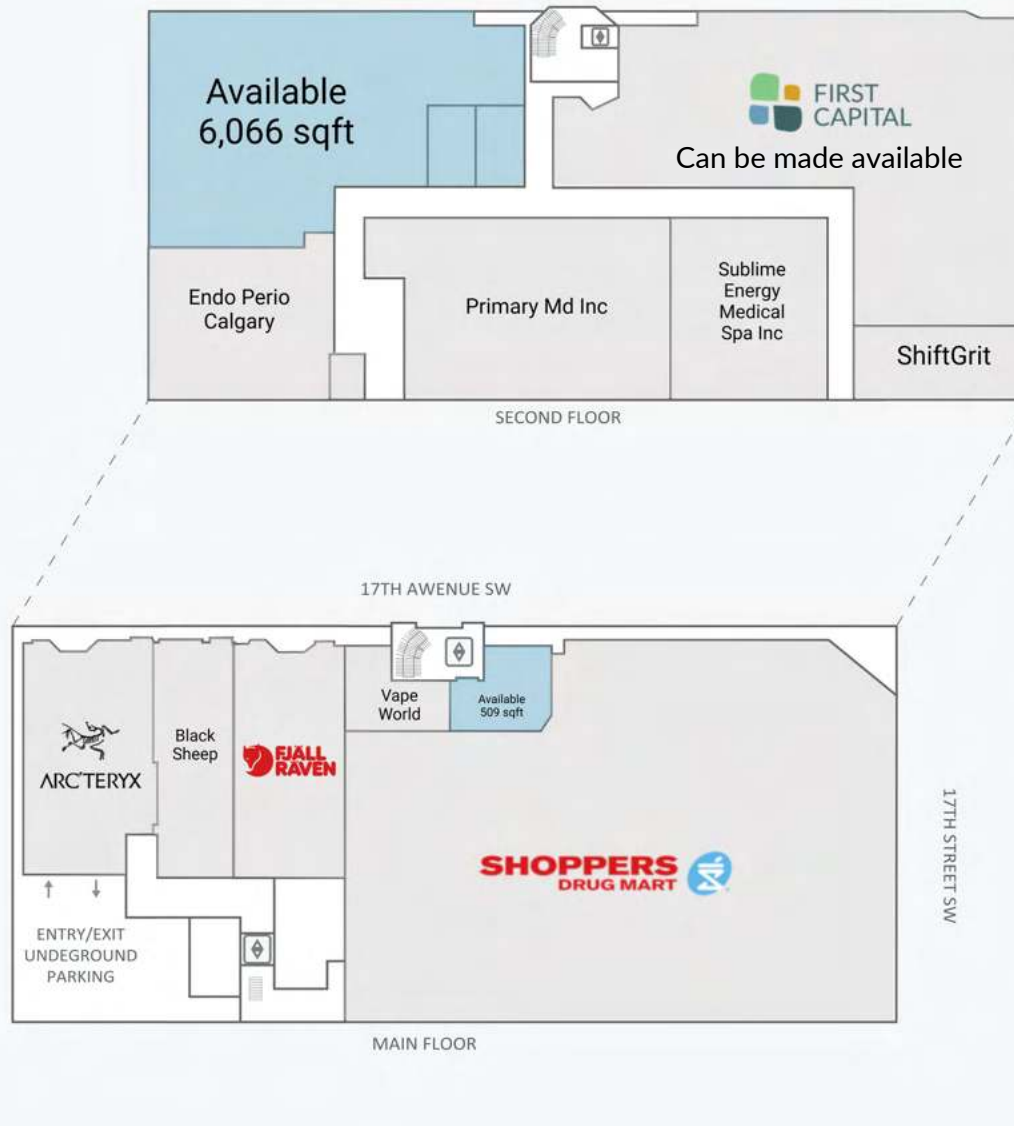 Available
6,066 sqft
FIRST
CAPITAL
Can be made available
Endo Perio
Calgary
Primary Md Inc
Sublime
Energy
Medical
Spa Inc
ShiftGrit
SECOND FLOOR
17TH AWENUE SW
ARC'TERYX
Black
Sheep
FJÄLL
RÄVEN
Vape
World
Available
509 sqft
SHOPPERS
DRUG MART
17TH STREET SW
ENTRY/EXIT
UNDEGROUND
PARKING
MAIN FLOOR